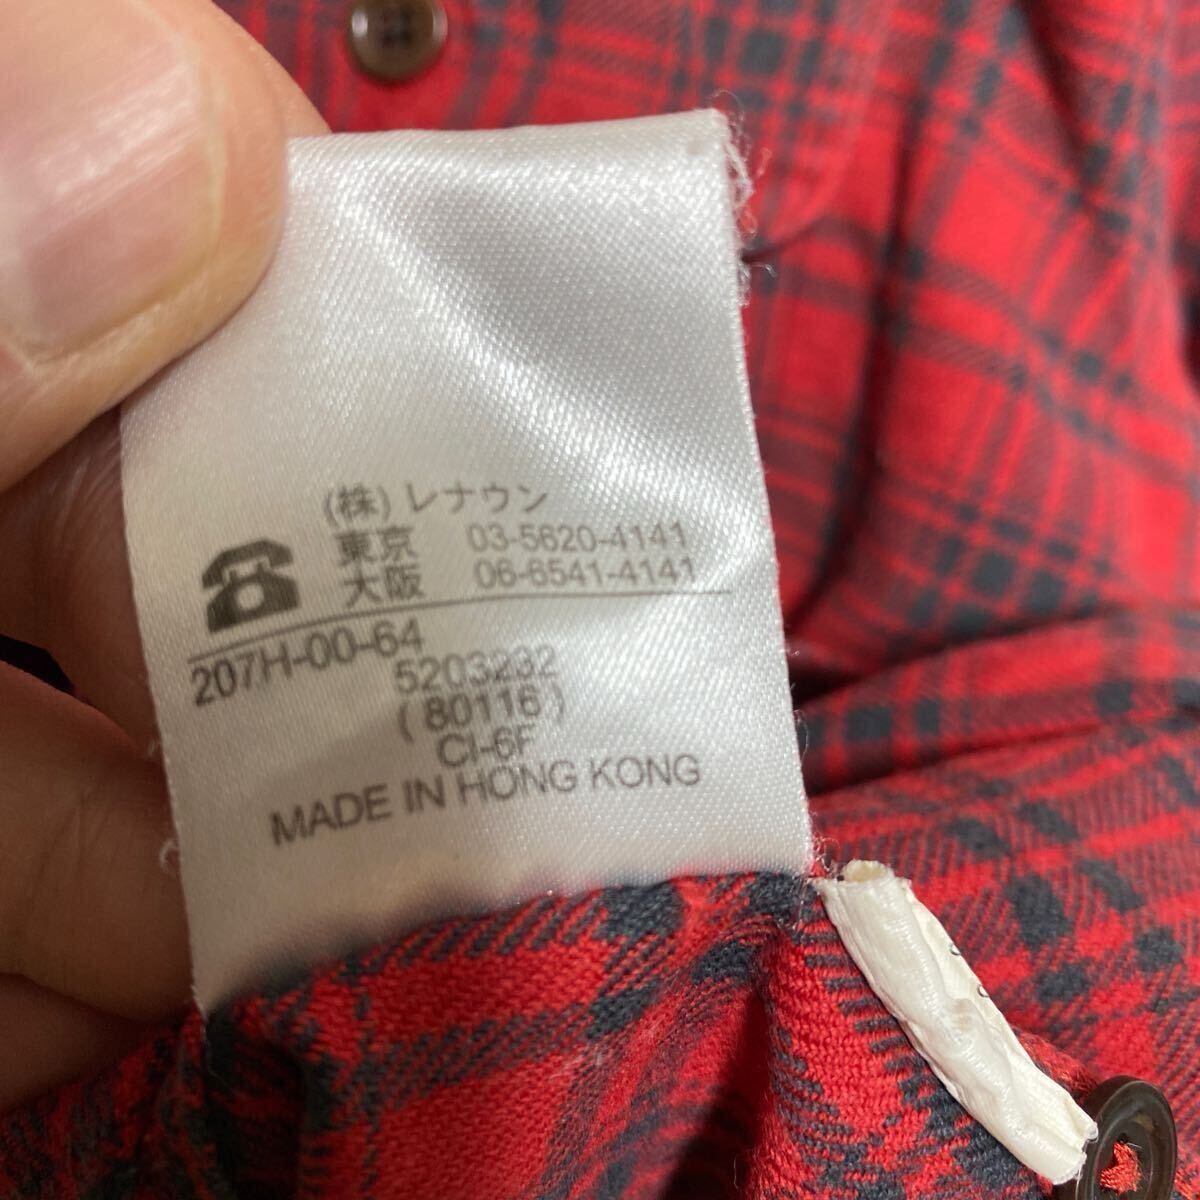 (株) レナウン
東京 03-5620-4141
大阪 06-6541-4141
207H-00-64
5203232
(80116)
CI-6F
MADE IN HONG KONG